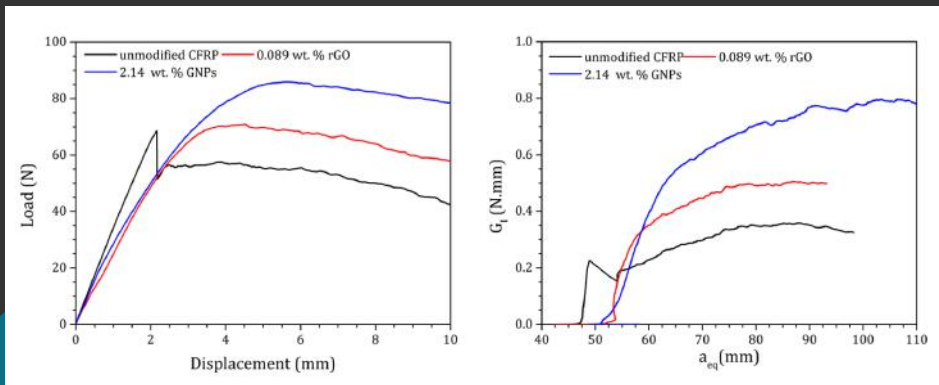 100
80
60
40
20
0
Load (N)
unmodified CFRP
0.089 wt. % rGO
2.14 wt. % GNPs
0
2
4
6
8
10
Displacement (mm)
1.0
0.8
0.6
0.4
0.2
0.0
G_I (N.mm)
unmodified CFRP
0.089 wt. % rGO
2.14 wt. % GNPs
40
50
60
70
80
90
100
110
a_eq(mm)